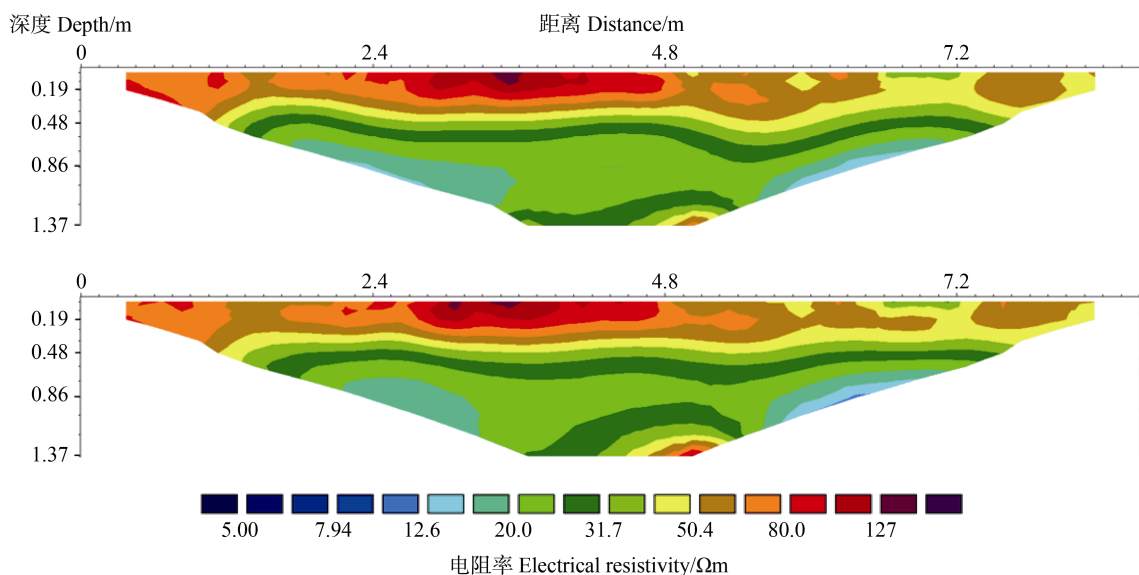 深度 Depth/m
距离 Distance/m
0 2.4 4.8 7.2
0.19
0.48
0.86
1.37
0 2.4 4.8 7.2
0.19
0.48
0.86
1.37
5.00 7.94 12.6 20.0 31.7 50.4 80.0 127
电阻率 Electrical resistivity/Ωm